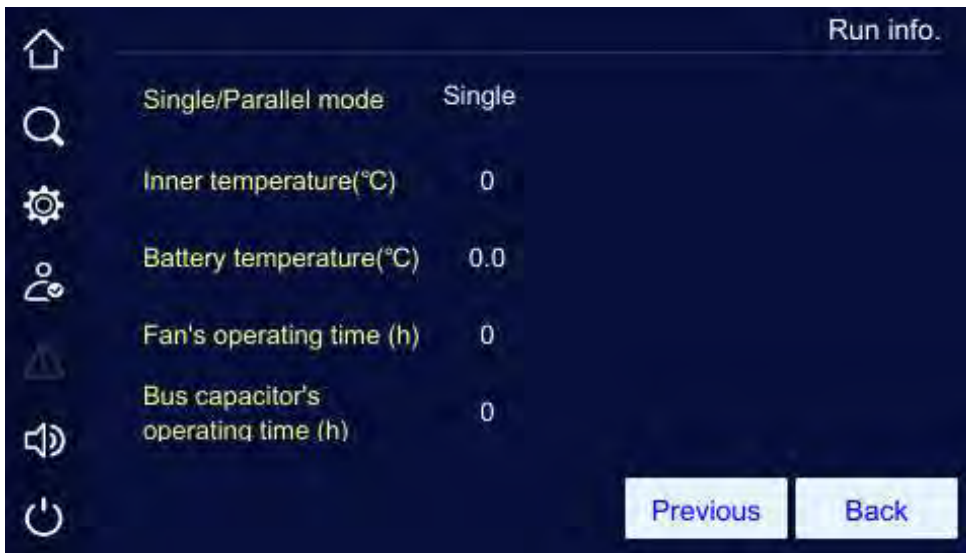 Run info.
Single/Parallel mode Single
Inner temperature(°C) 0
Battery temperature(°C) 0.0
Fan's operating time (h) 0
Bus capacitor's
operating time (h) 0
Previous Back